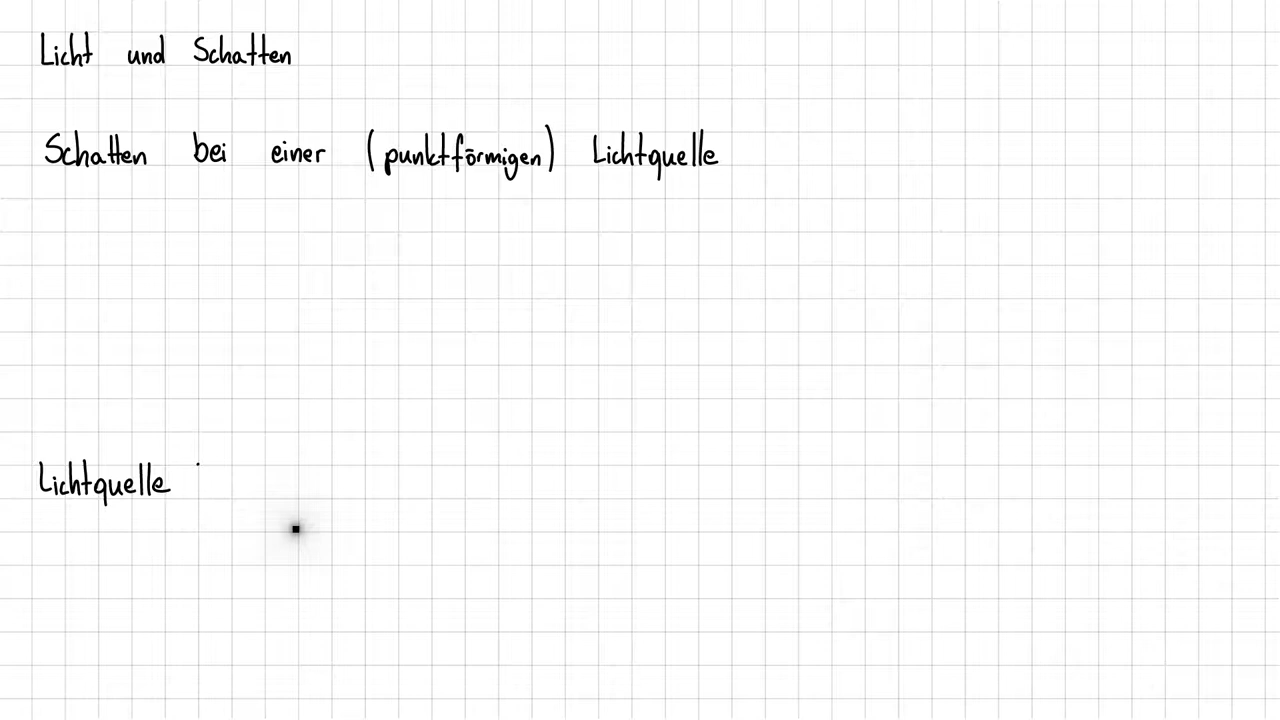 Licht und Schatten
Schatten bei einer (punktförmigen) Lichtquelle
Lichtquelle